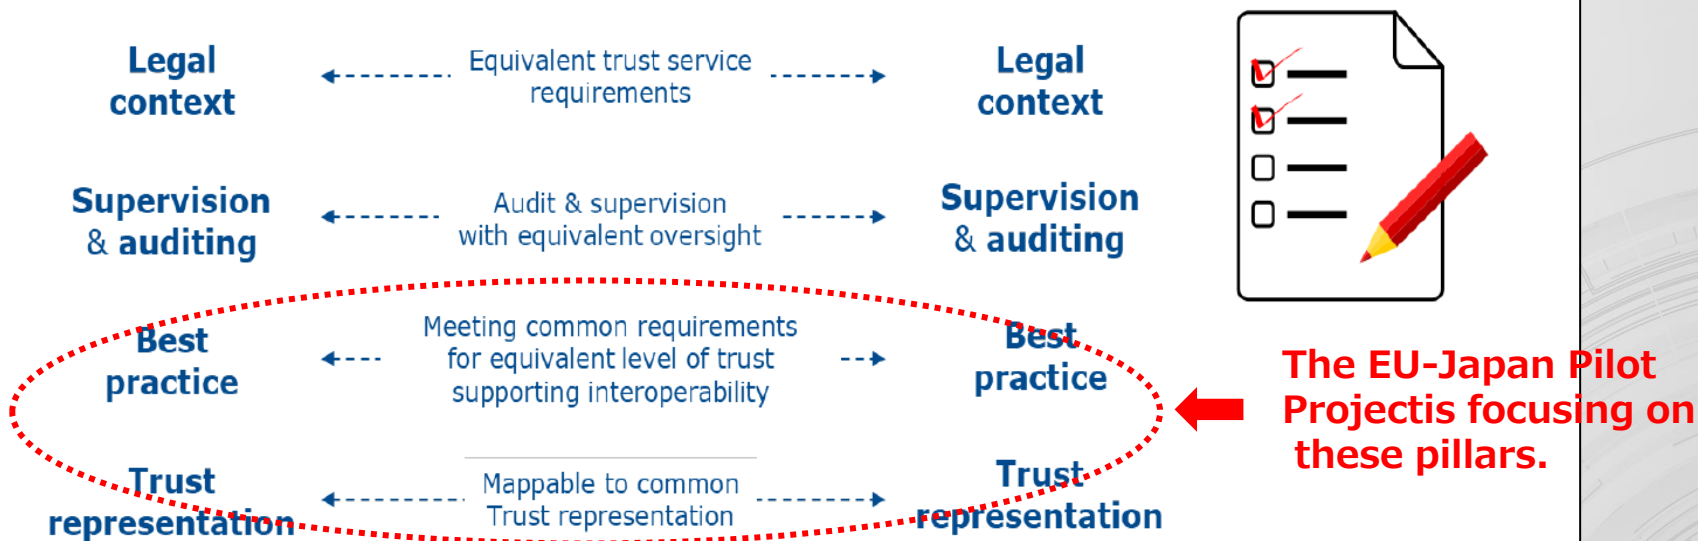 Legal
context
Equivalent trust service
requirements
Legal
context
Supervision
& auditing
Audit & supervision
with equivalent oversight
Supervision
& auditing
Best
practice
Meeting common requirements
for equivalent level of trust
supporting interoperability
Best
practice
The EU-Japan Pilot
Projectis focusing on
these pillars.
Trust
representation
Mappable to common
Trust representation
Trust
representation